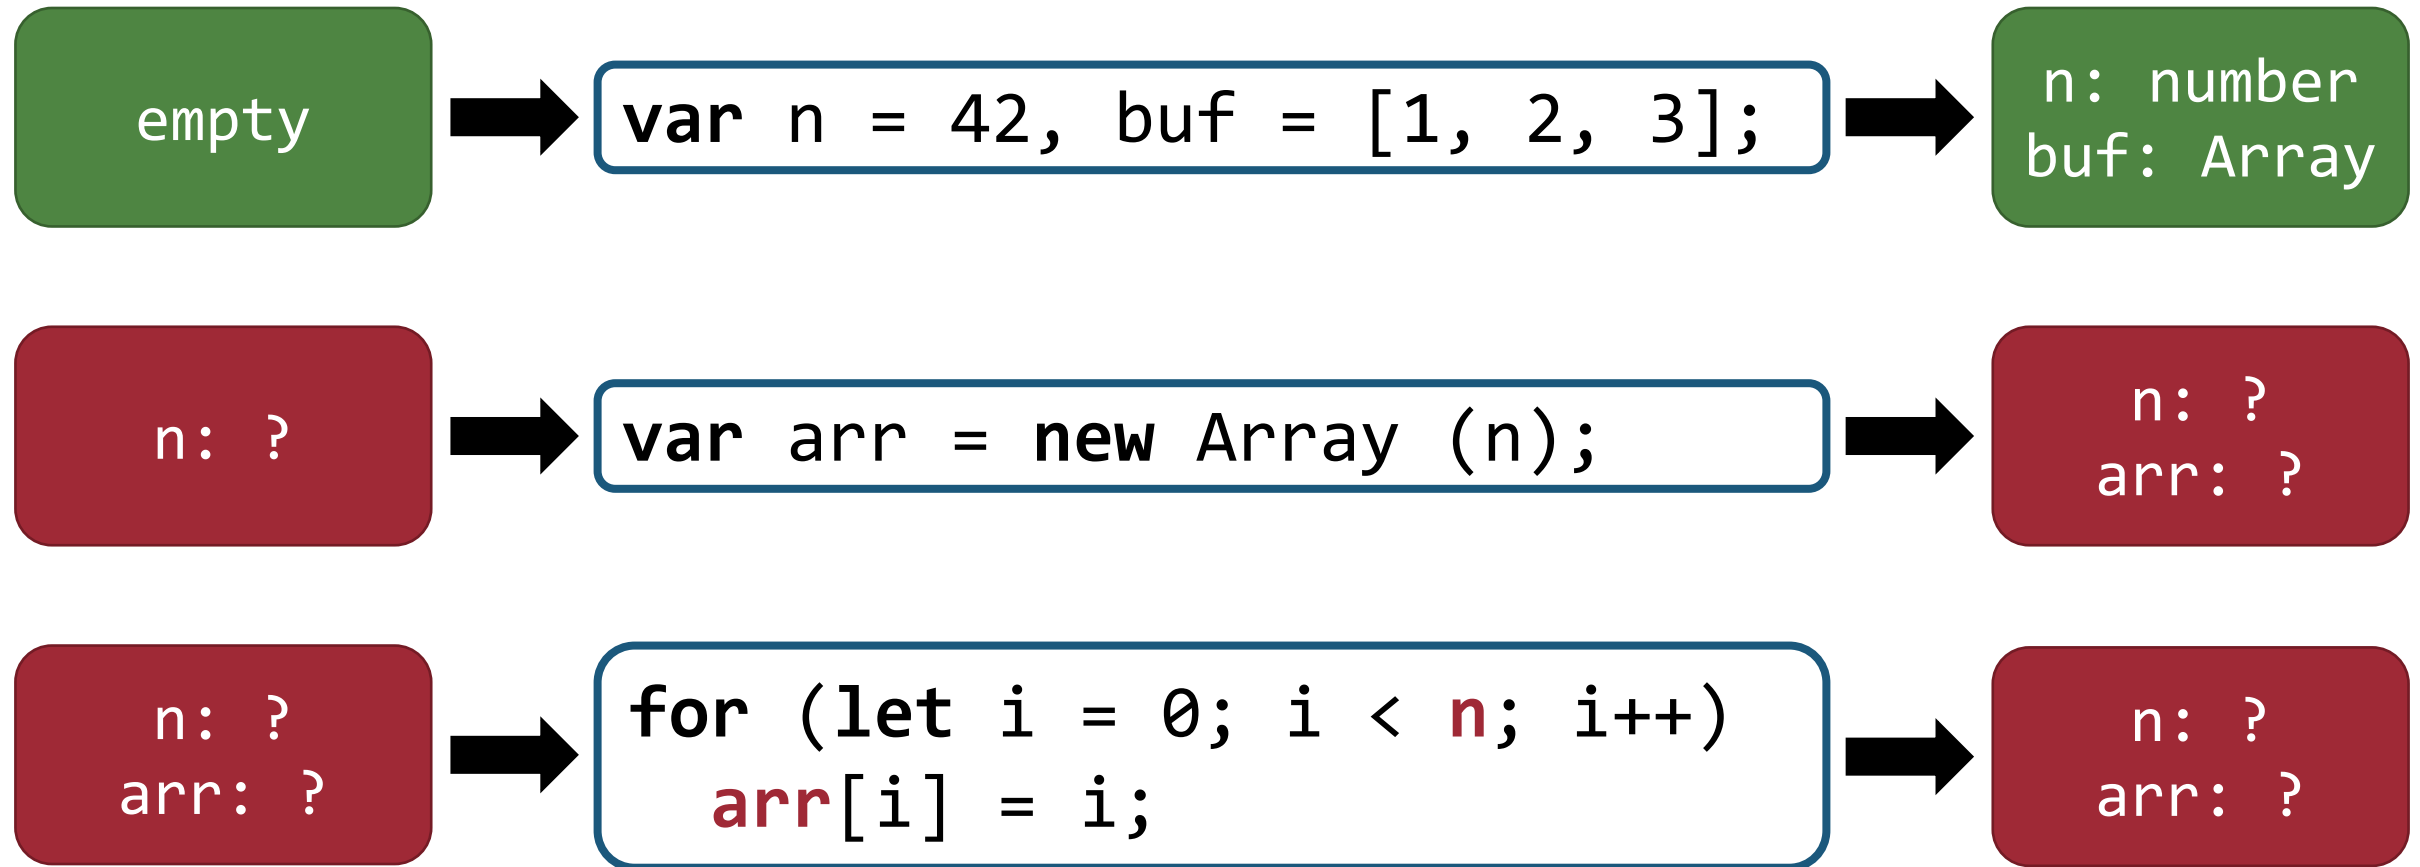 empty
var n = 42, buf = [1, 2, 3];
n: number
buf: Array
n: ?
var arr = new Array (n);
n: ?
arr: ?
n: ?
arr: ?
for (let i = 0; i < n; i++)
arr[i] = i;
n: ?
arr: ?